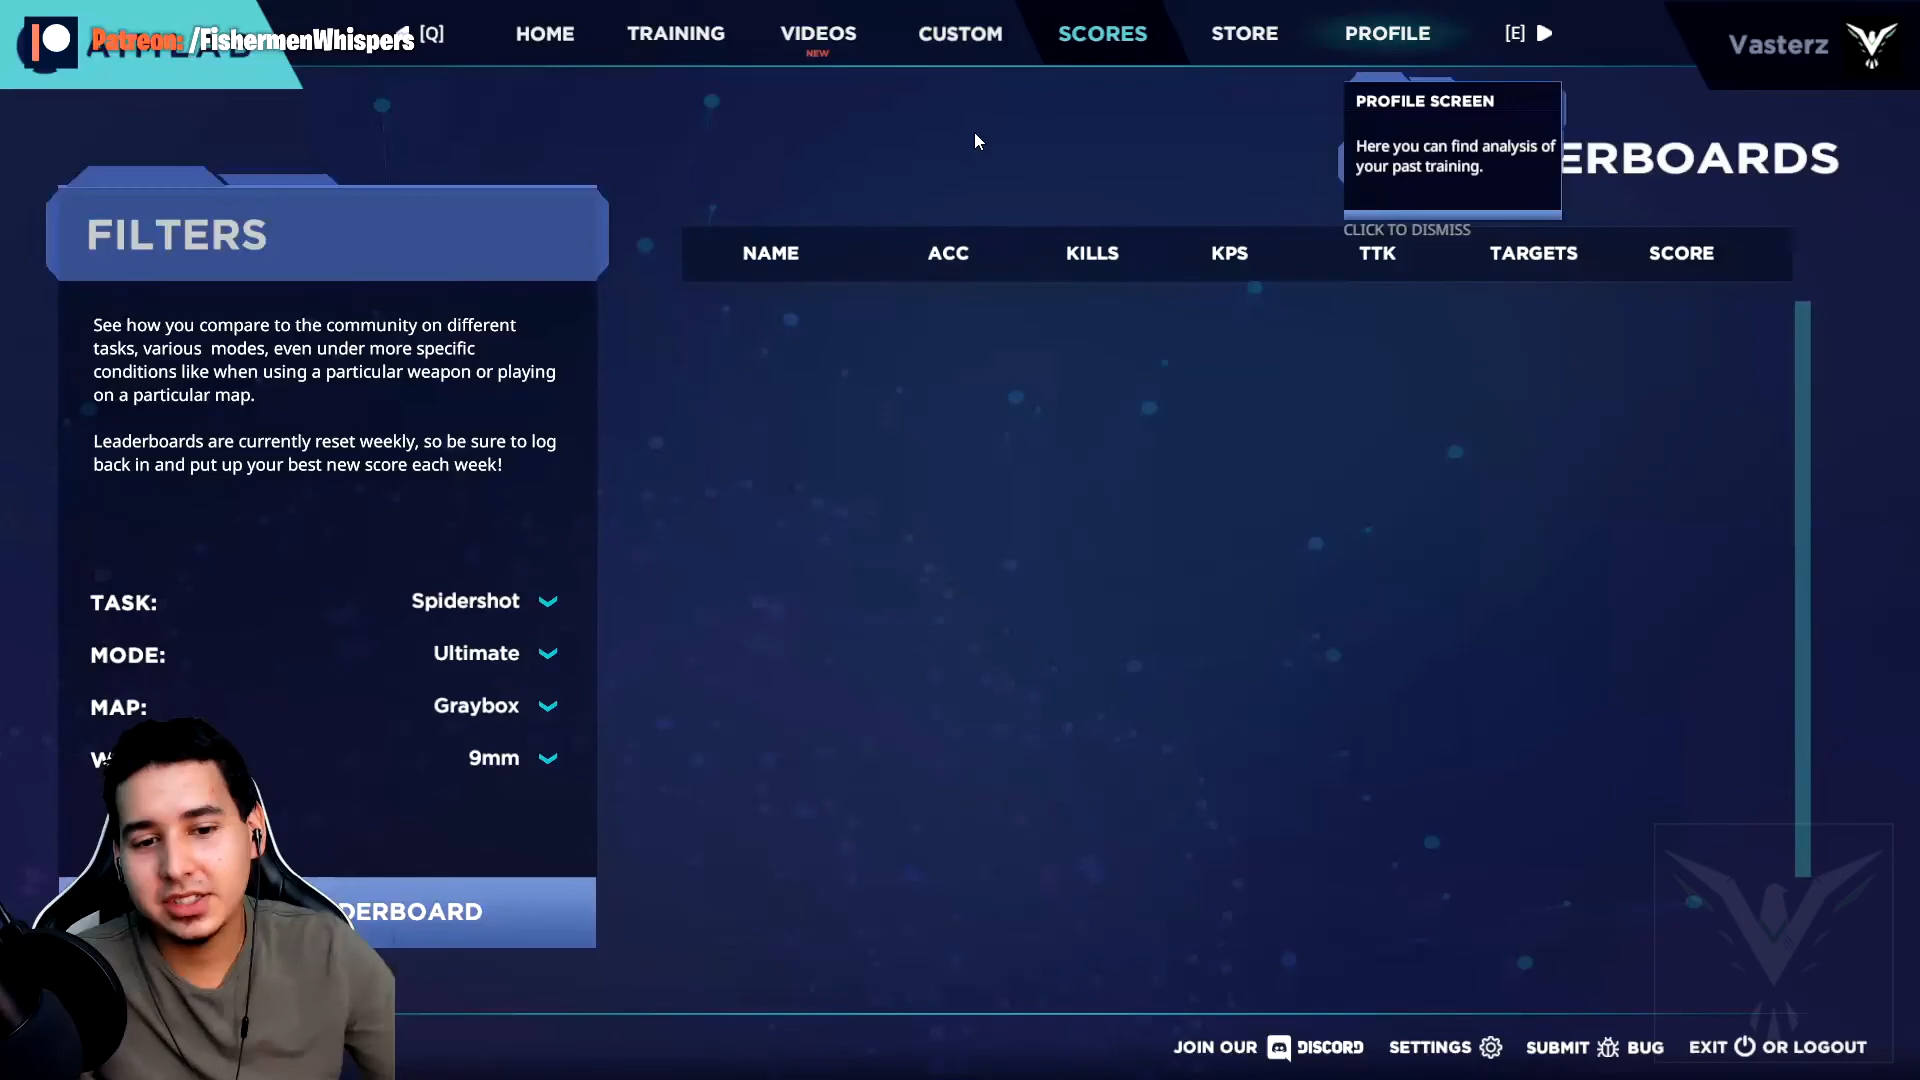 Patreon: /FishermenWhispers
[Q]
HOME
TRAINING
VIDEOS
NEW
CUSTOM
SCORES
STORE
PROFILE
[E]
Vasterz
PROFILE SCREEN
Here you can find analysis of
your past training.
CLICK TO DISMISS
ERBOARDS
FILTERS
See how you compare to the community on different
tasks, various modes, even under more specific
conditions like when using a particular weapon or playing
on a particular map.
Leaderboards are currently reset weekly, so be sure to log
back in and put up your best new score each week!
TASK: Spidershot
MODE: Ultimate
MAP: Graybox
9mm
DERBOARD
NAME ACC KILLS KPS TTK TARGETS SCORE
JOIN OUR DISCORD SETTINGS SUBMIT BUG EXIT OR LOGOUT